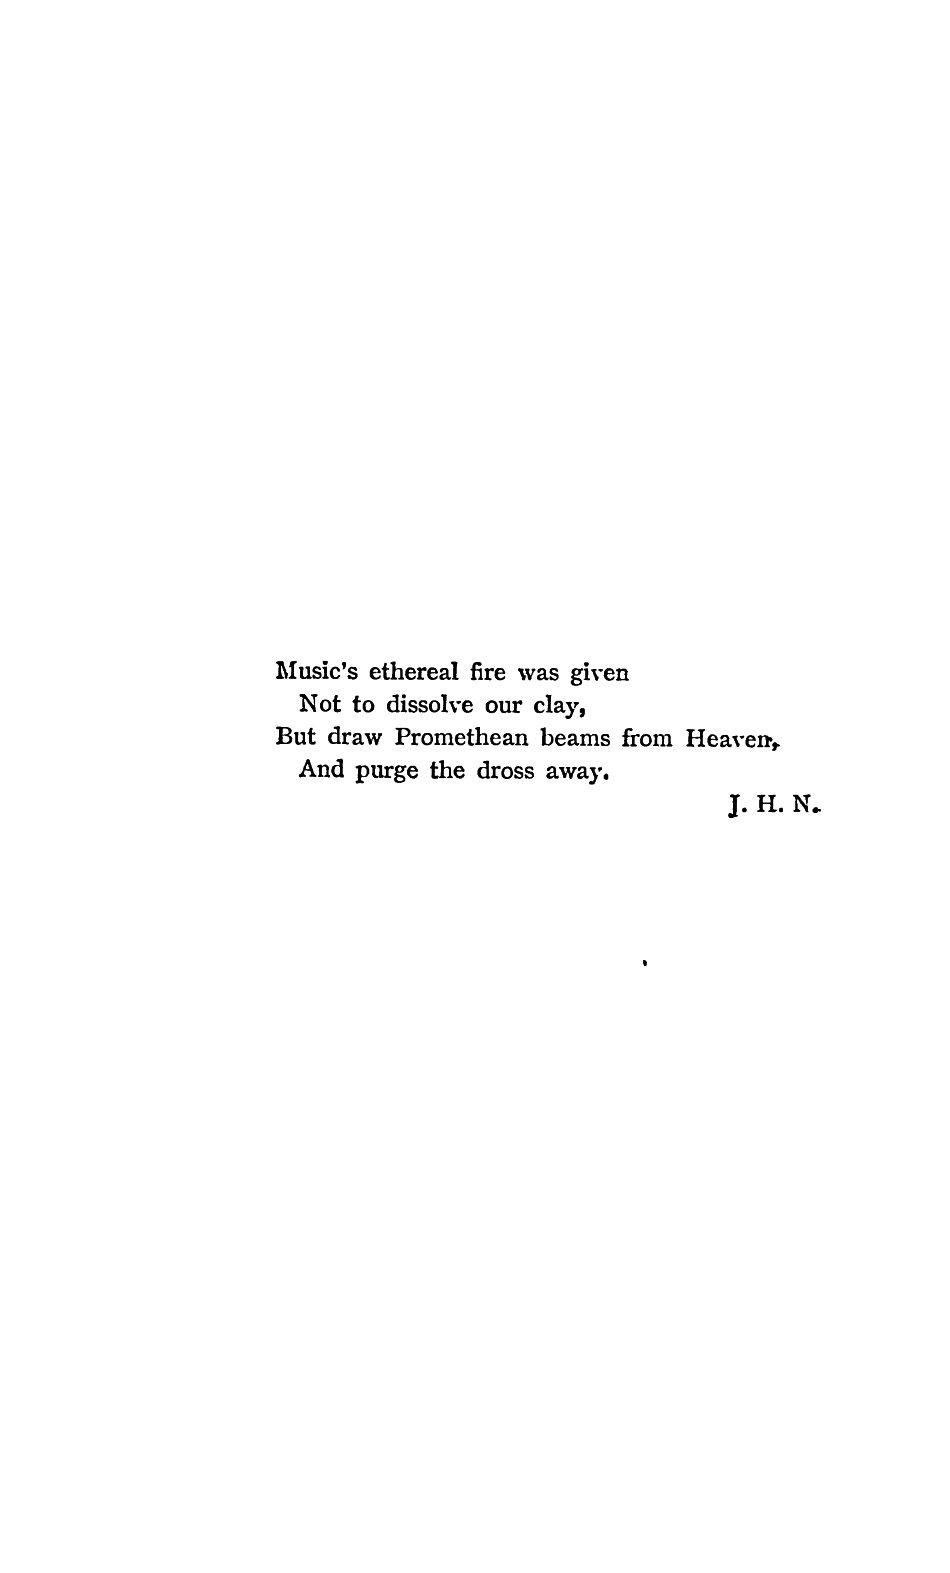 Music's ethereal fire was given
Not to dissolve our clay,
But draw Promethean beams from Heaven,
And purge the dross away.
J. H. N.